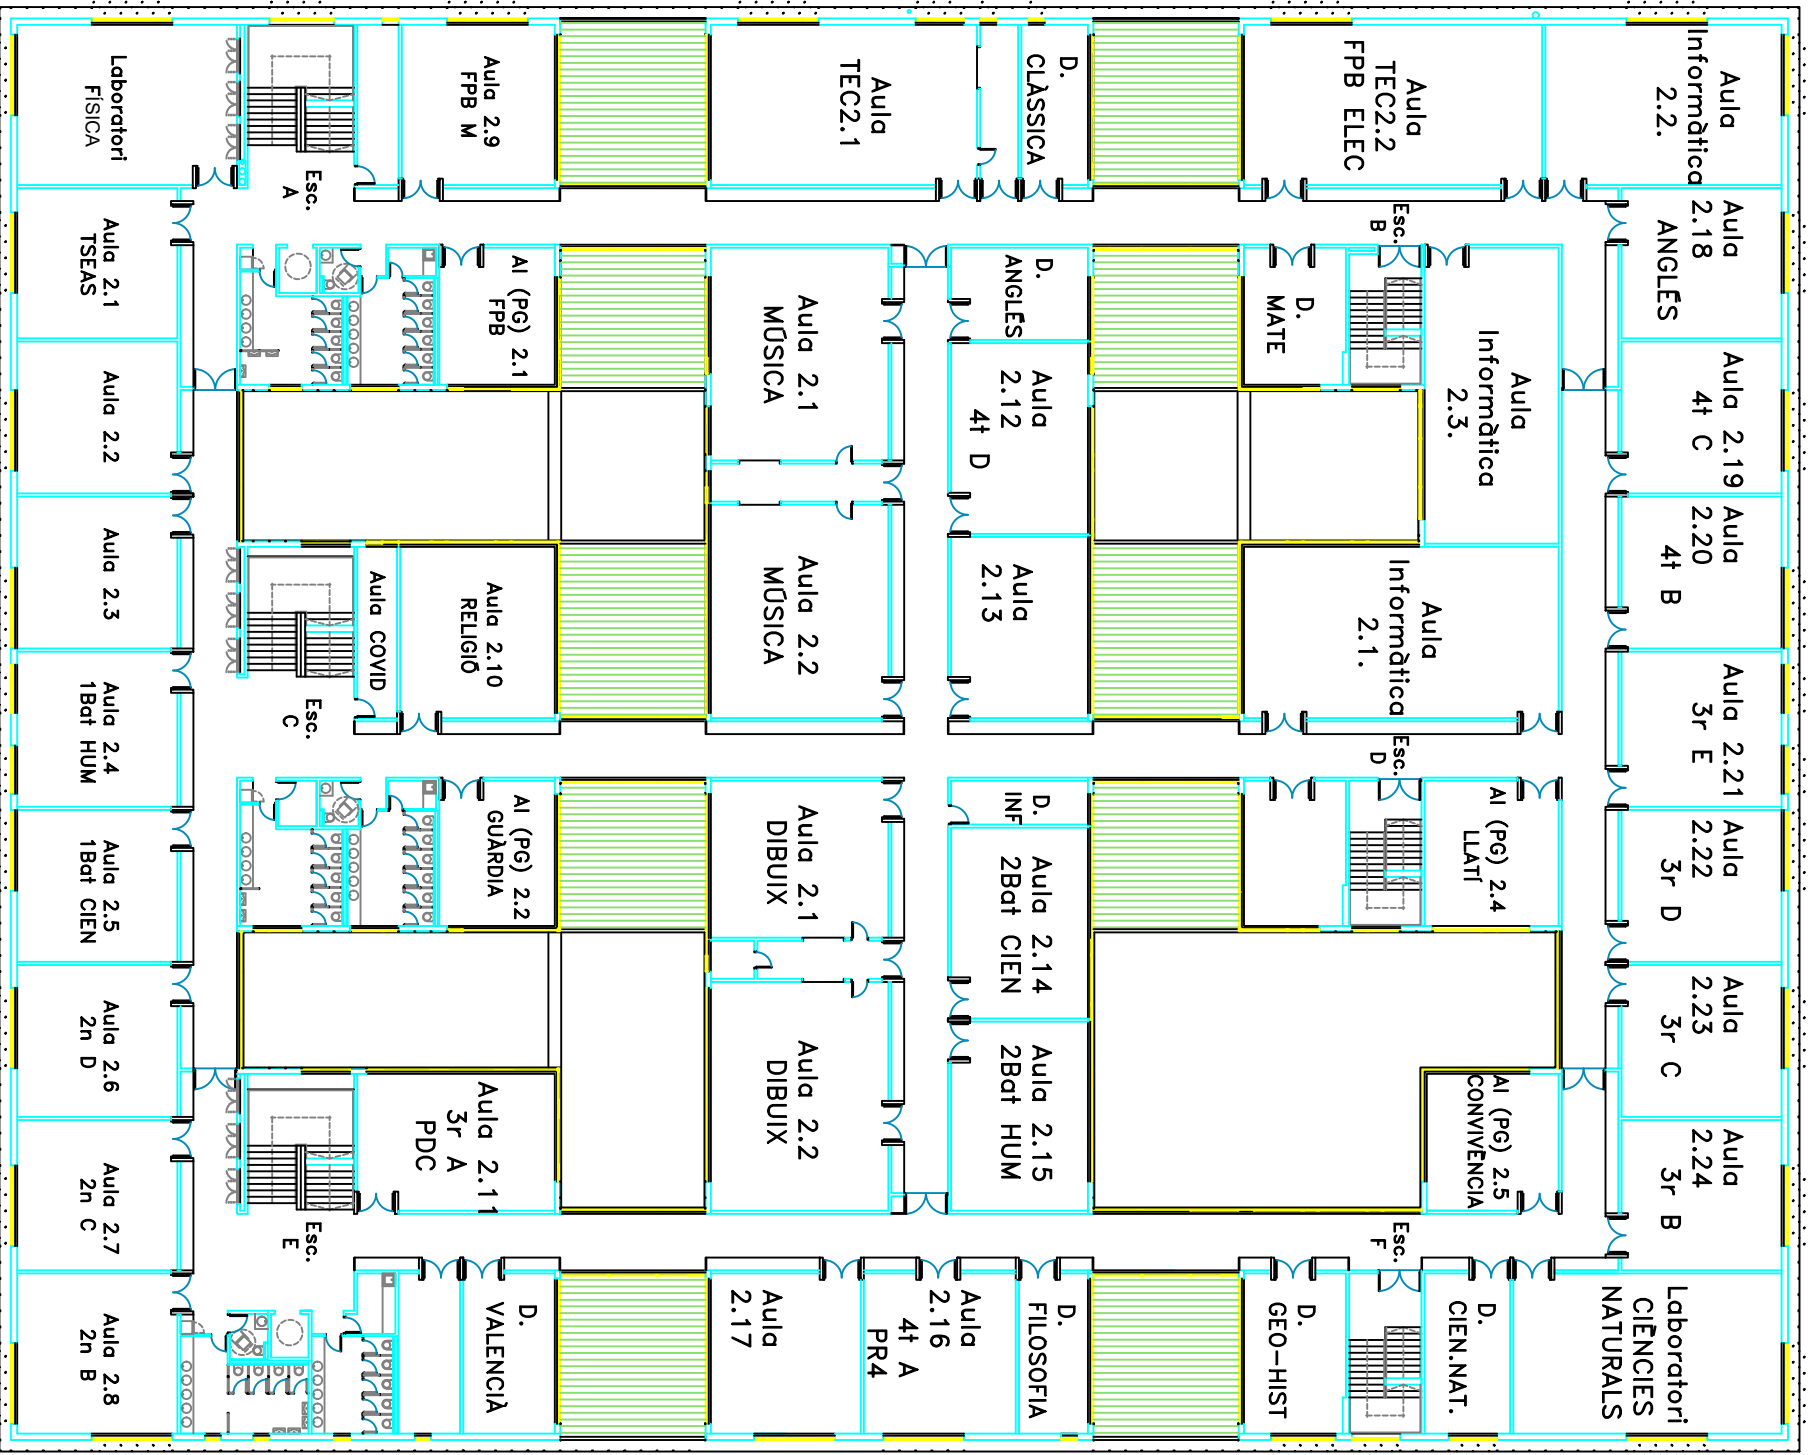 Laboratori
FÍSICA
Esc.
A
Aula 2.9
FPB M
Aula
TEC2.1
D.
CLÀSSICA
Aula
TEC2.2
FPB ELEC
Aula
Informàtica
2.2.
Aula 2.1
TSEAS
AI (PG) 2.1
FPB
Aula 2.1
MÚSICA
D.
ANGLÉS
D.
MATE
Esc.
B
Aula
2.18
ANGLÉS
Aula 2.2
Aula
2.12
4t D
Aula
Informàtica
2.3.
Aula 2.19
4t C
Aula 2.3
Aula COVID
Aula 2.10
RELIGIÓ
Aula 2.2
MÚSICA
Aula
2.13
Aula
Informàtica
2.1.
Aula
2.20
4t B
Aula 2.4
1Bat HUM
Esc.
C
Esc.
D
Aula 2.21
3r E
Aula 2.5
1Bat CIEN
AI (PG) 2.2
GUÀRDIA
Aula 2.1
DIBUIX
D.
INF
Aula 2.14
2Bat CIEN
AI (PG) 2.4
LLATÍ
Aula
2.22
3r D
Aula 2.6
2n D
Aula 2.11
3r A
PDC
Aula 2.2
DIBUIX
Aula 2.15
2Bat HUM
AI (PG) 2.5
CONVIVÈNCIA
Aula
2.23
3r C
Aula 2.7
2n C
Esc.
E
Esc.
F
Aula
2.24
3r B
Aula 2.8
2n B
D.
VALENCIÀ
Aula
2.17
Aula
2.16
4t A
PR4
D.
FILOSOFIA
D.
GEO-HIST
D.
CIEN.NAT.
Laboratori
CIÈNCIES
NATURALS